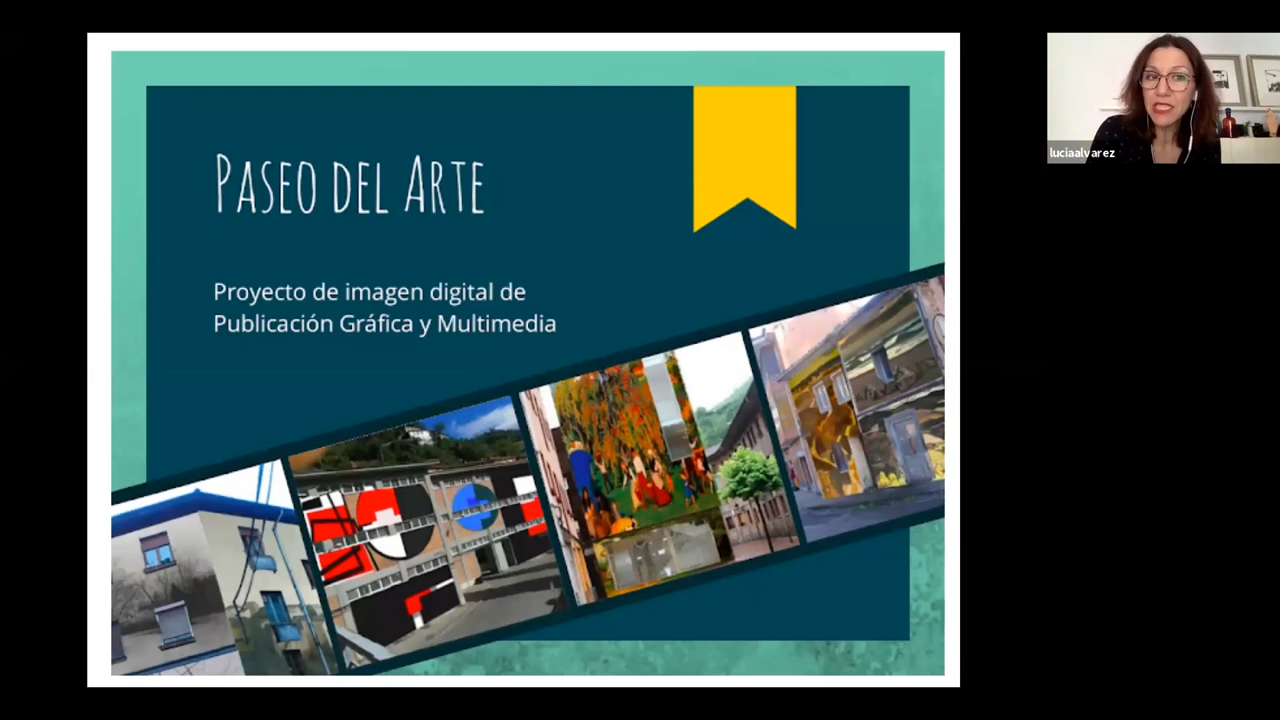 PASEO DEL ARTE
Proyecto de imagen digital de
Publicación Gráfica y Multimedia
luciaalvarez